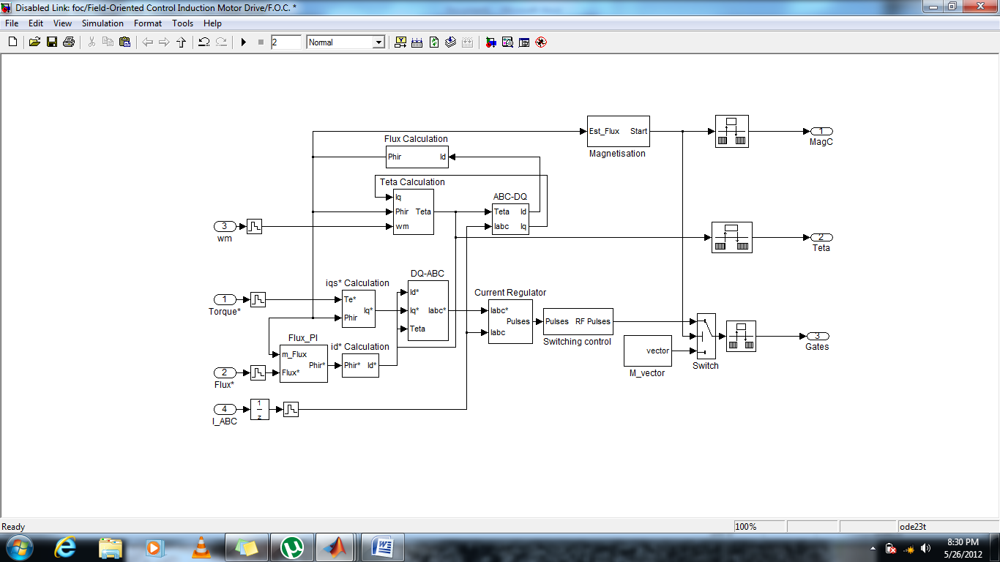 Disabled Link: foc/Field-Oriented Control Induction Motor Drive/F.O.C. *
File Edit View Simulation Format Tools Help
2 Normal
Est_Flux Start
Magnetisation
1
MagC
Flux Calculation
Phir Id
Teta Calculation
Iq
Phir Teta
wm
ABC-DQ
Teta Id
Iabc Iq
3
wm
2
Teta
DQ-ABC
Id*
Iq* Iabc*
Teta
iqs* Calculation
Te*
Iq*
Phir
1
Torque*
Current Regulator
Iabc*
Pulses
Iabc
Pulses RF Pulses
Switching control
vector
M_vector
Switch
3
Gates
Flux_PI
m_Flux
Phir*
Flux*
id* Calculation
Phir* Id*
2
Flux*
4
I_ABC
1
z
Ready 100% ode23t
8:30 PM
5/26/2012